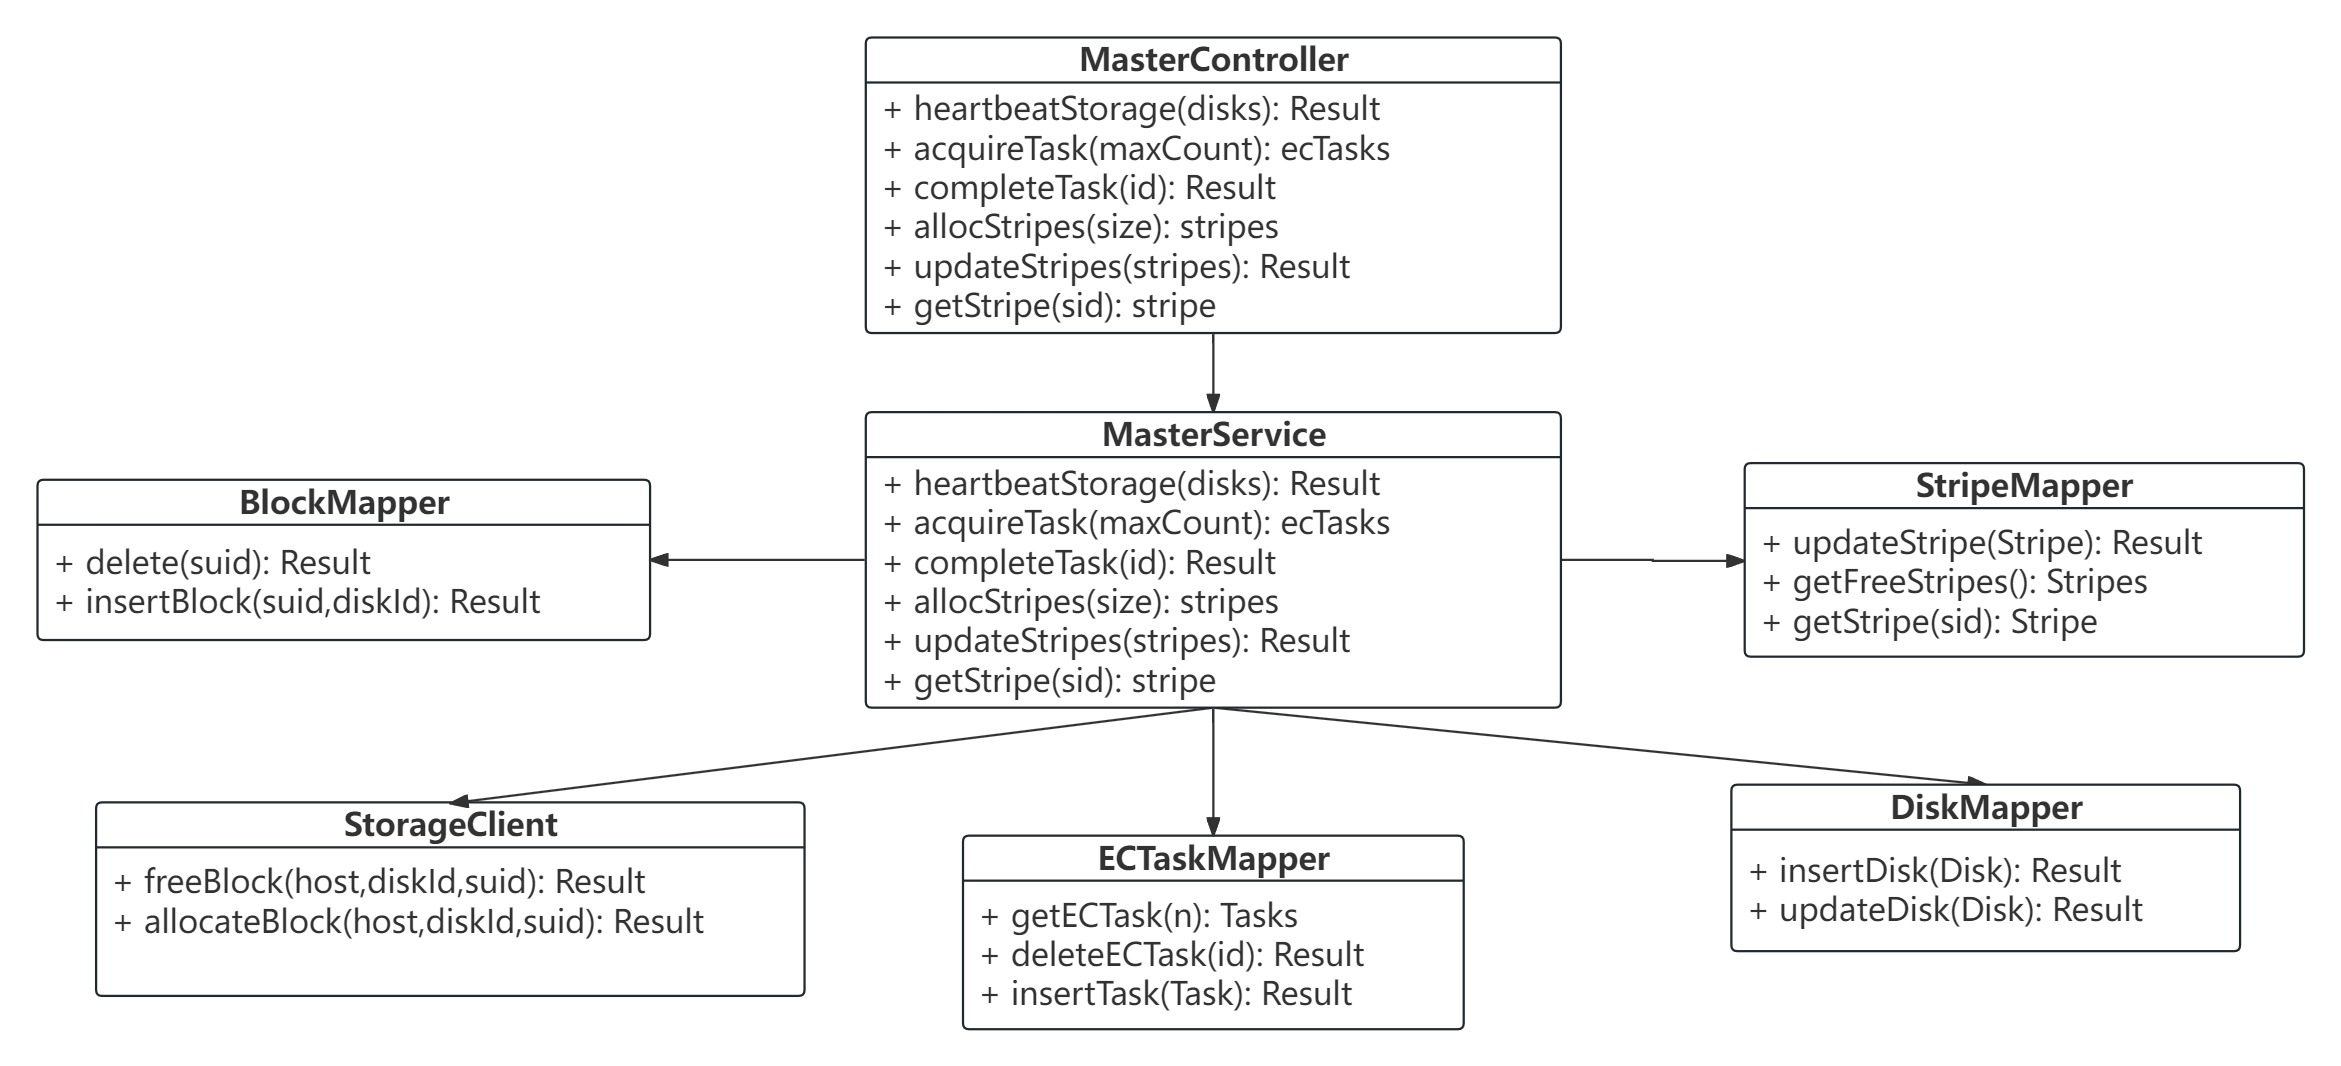 MasterController
+ heartbeatStorage(disks): Result
+ acquireTask(maxCount): ecTasks
+ completeTask(id): Result
+ allocStripes(size): stripes
+ updateStripes(stripes): Result
+ getStripe(sid): stripe
MasterService
+ heartbeatStorage(disks): Result
+ acquireTask(maxCount): ecTasks
+ completeTask(id): Result
+ allocStripes(size): stripes
+ updateStripes(stripes): Result
+ getStripe(sid): stripe
BlockMapper
+ delete(suid): Result
+ insertBlock(suid,diskId): Result
StripeMapper
+ updateStripe(Stripe): Result
+ getFreeStripes(): Stripes
+ getStripe(sid): Stripe
StorageClient
+ freeBlock(host,diskId,suid): Result
+ allocateBlock(host,diskId,suid): Result
ECTaskMapper
+ getECTask(n): Tasks
+ deleteECTask(id): Result
+ insertTask(Task): Result
DiskMapper
+ insertDisk(Disk): Result
+ updateDisk(Disk): Result